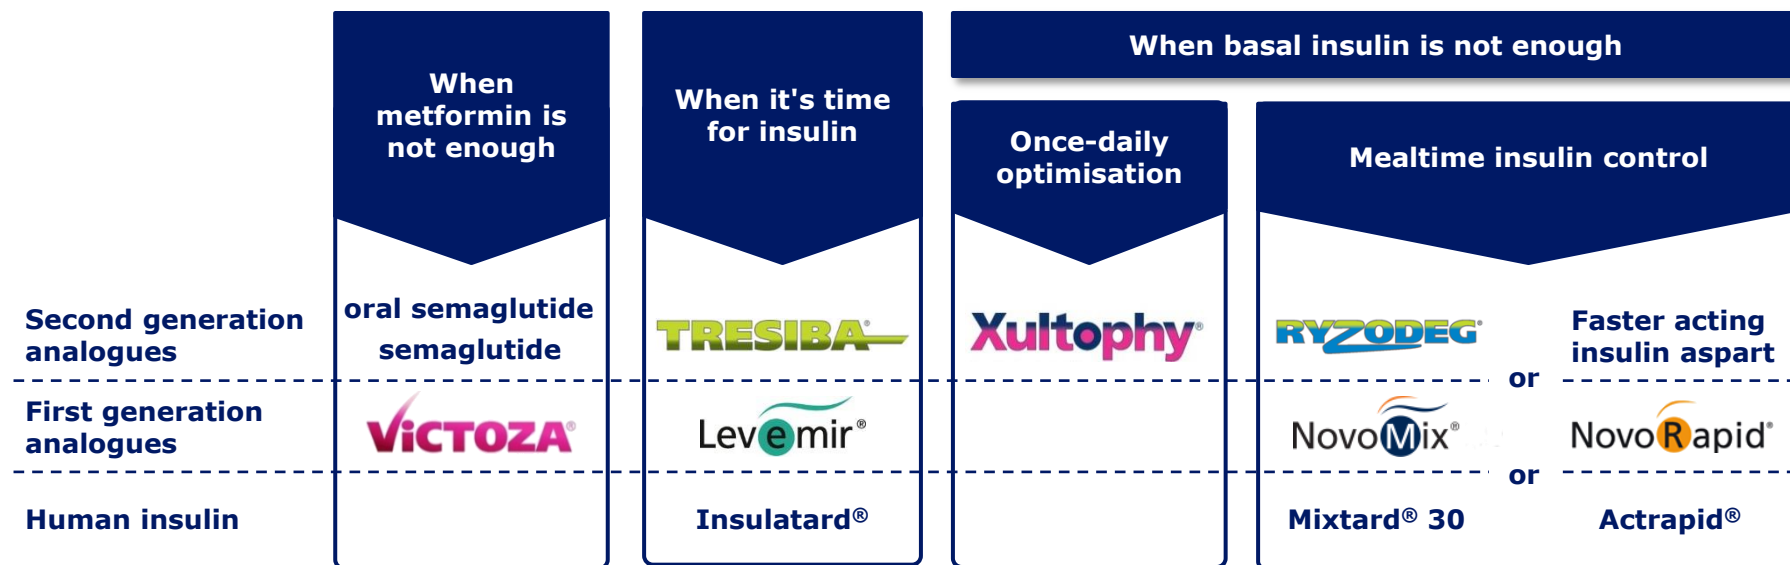 When
metformin is
not enough
When it's time
for insulin
When basal insulin is not enough
Once-daily
optimisation
Mealtime insulin control
Second generation
analogues
oral semaglutide
semaglutide
TRESIBA®
Xultophy®
RYZODEG®
or
Faster acting
insulin aspart
First generation
analogues
VICTOZA®
Levemir®
NovoMix®
or
NovoRapid®
Human insulin
Insulatard®
Mixtard® 30
Actrapid®